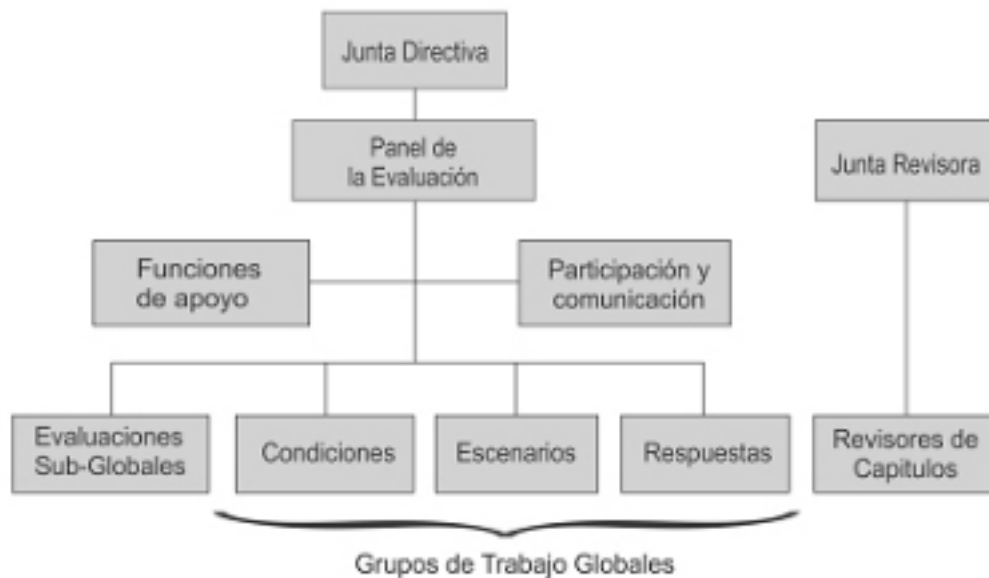 Junta Directiva
Panel de
la Evaluación
Junta Revisora
Funciones
de apoyo
Participación y
comunicación
Evaluaciones
Sub-Globales
Condiciones
Escenarios
Respuestas
Revisores de
Capitulos
Grupos de Trabajo Globales